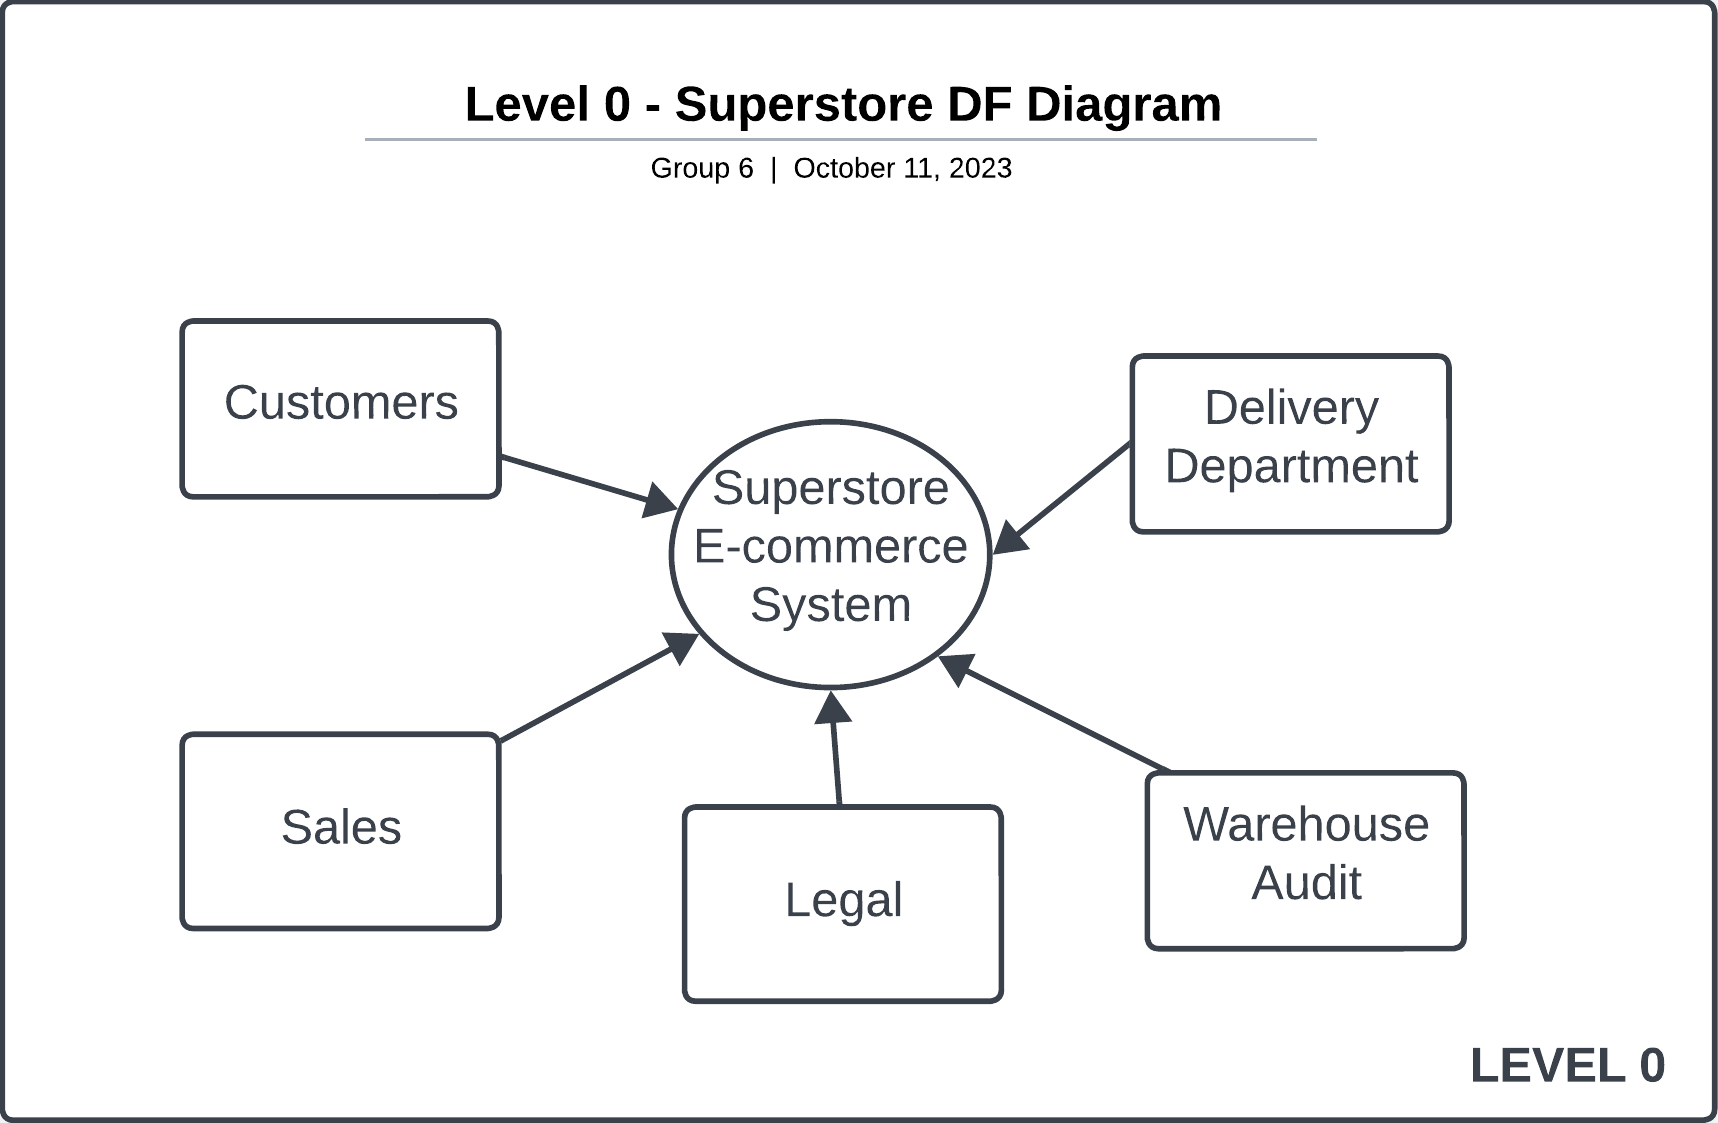 Level 0 - Superstore DF Diagram
Group 6 | October 11, 2023
Customers
Delivery
Department
Superstore
E-commerce
System
Sales
Legal
Warehouse
Audit
LEVEL 0